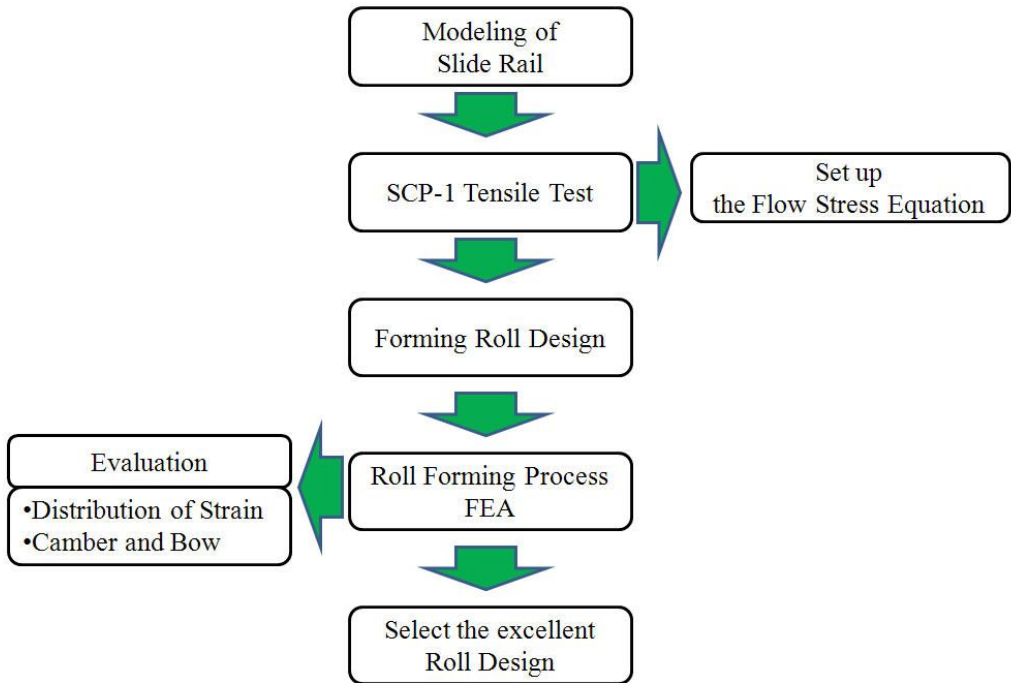 Modeling of
Slide Rail
SCP-1 Tensile Test
Set up
the Flow Stress Equation
Forming Roll Design
Evaluation
•Distribution of Strain
•Camber and Bow
Roll Forming Process
FEA
Select the excellent
Roll Design